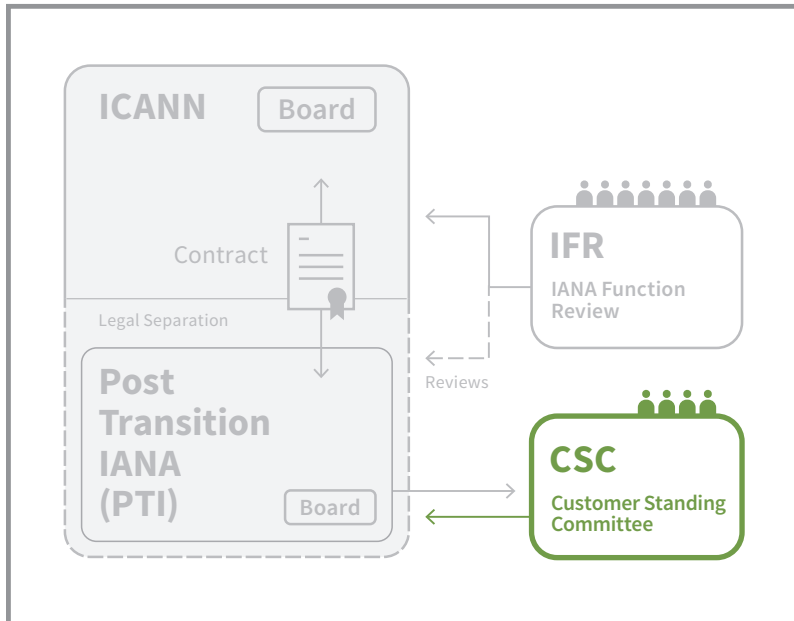 ICANN
Board
Contract
Legal Separation
Post
Transition
IANA
(PTI)
Board
IFR
IANA Function
Review
Reviews
CSC
Customer Standing
Committee